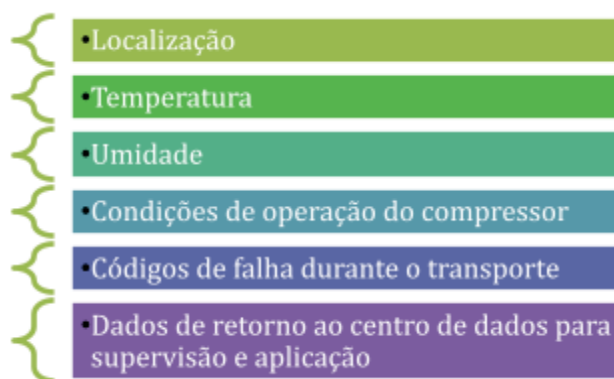 •Localização
•Temperatura
•Umidade
•Condições de operação do compressor
•Códigos de falha durante o transporte
•Dados de retorno ao centro de dados para
supervisão e aplicação